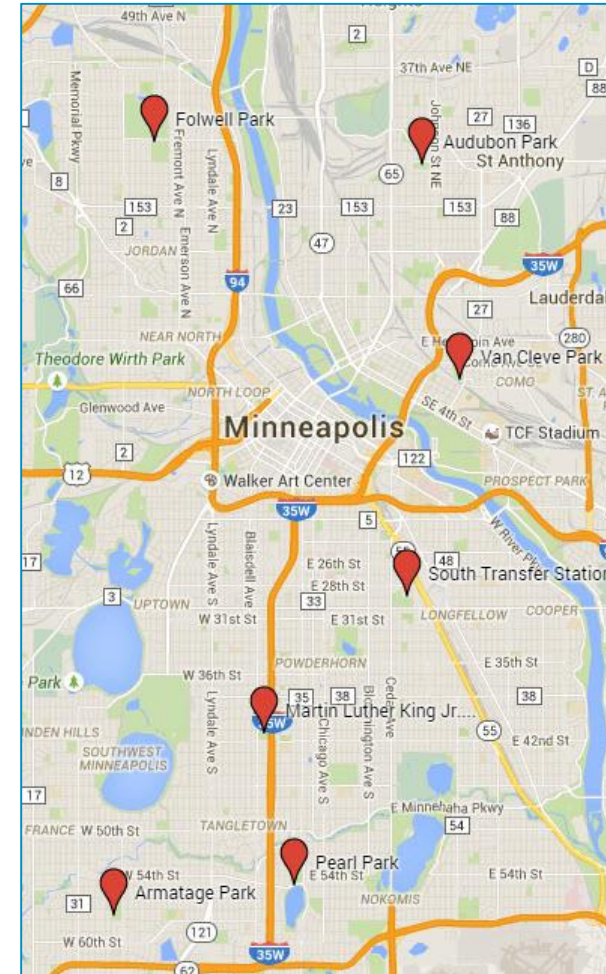 49th Ave N
2
37th Ave NE
D
88
Memorial Pkwy
Folwell Park
Fremont Ave N
Lyndale Ave N
Johnson St NE
27
136
Audubon Park
St Anthony
65
8
153
2
23
153
153
88
Emerson Ave N
47
JORDAN
35W
94
66
27
Lauderda
NEAR NORTH
280
Theodore Wirth Park
Van Cleve Park
COMO
NORTH LOOP
Glenwood Ave
SE 4th St
Minneapolis
TCF Stadium
2
122
12
Walker Art Center
PROSPECT PARK
35W
5
W River Pkwy
Lyndale Ave S
Blaisdell Ave
17
E 26th St
48
E 28th St
South Transfer Station
3
33
UPTOWN
W 31st St
E 31st St
LONGFELLOW
COOPER
POWDERHORN
E 35th St
W 36th St
Park
35
38
38
Martin Luther King Jr....
35W
Lyndale Ave S
Chicago Ave S
Bloomington Ave S
Cedar Ave
55
E 42nd St
NDEN HILLS
SOUTHWEST
MINNEAPOLIS
17
E Minnehaha Pkwy
54
FRANCE
W 50th St
TANGLETOWN
Pearl Park
W 54th St
E 54th St
E 54th St
Armatage Park
31
NOKOMIS
121
W 60th St
35W
62